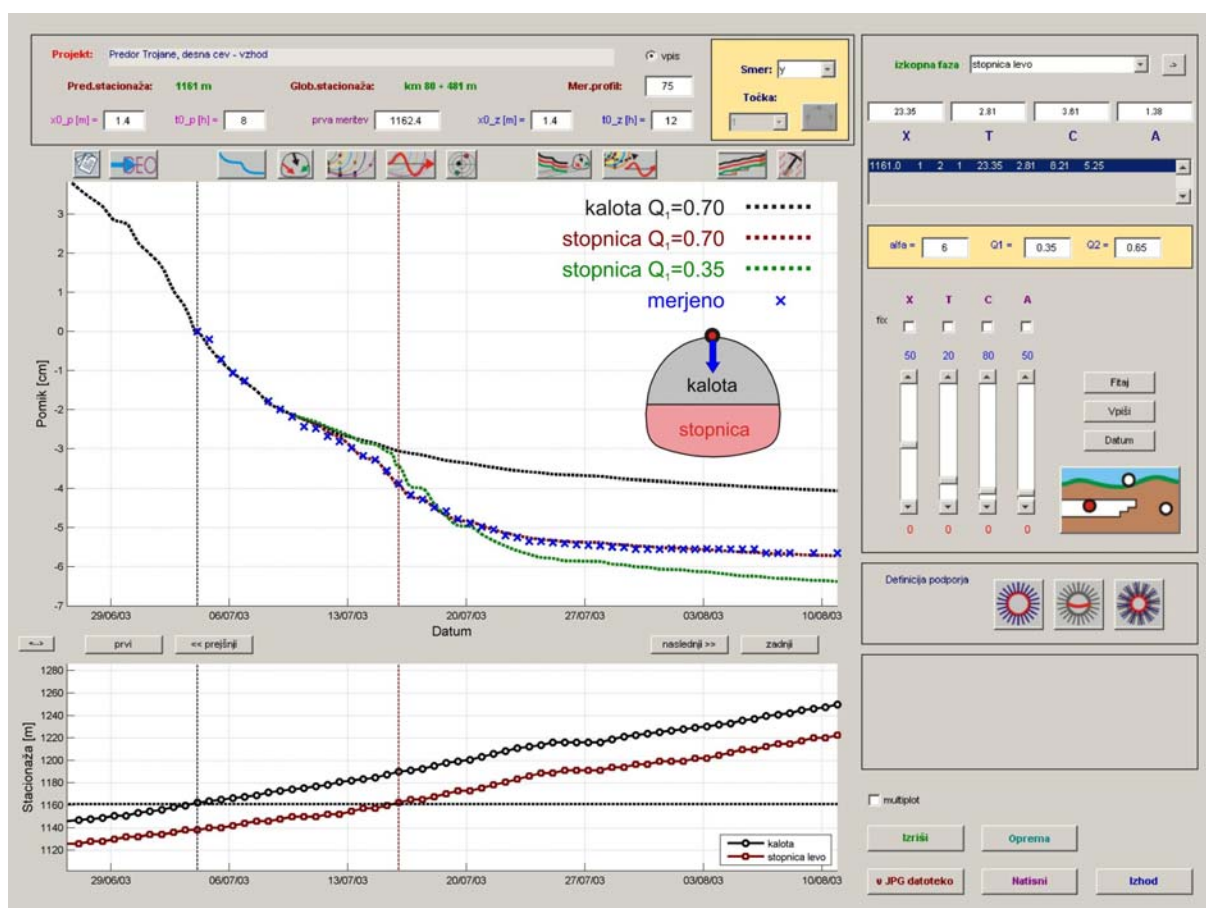 Projekt: Predor Trojane, desna cev - vzhod
vpis
Pred.stacionaža: 1161 m Glob.stacionaža: km 80 + 481 m Mer.profil: 75
x0_p [m] = 1.4 t0_p [h] = 8 prva meritev 1162.4 x0_z [m] = 1.4 t0_z [h] = 12
Smer: y
Točka:
1
izkopna faza stopnica levo ->
23.35 2.81 3.61 1.38
X T C A
1161.0 1 2 1 23.35 2.81 8.21 5.25
alfa = 6 Q1 = 0.35 Q2 = 0.65
X T C A
fix
50 20 80 50
0 0 0 0
Fitaj
Vpiši
Datum
Definicija podporja
multiplot
Izriši Oprema
v JPG datoteko Natisni Izhod
GEO
kalota Q₁=0.70
stopnica Q₁=0.70
stopnica Q₁=0.35
merjeno
kalota
stopnica
Pomik [cm]
3
2
1
0
-1
-2
-3
-4
-5
-6
-7
29/06/03 06/07/03 13/07/03 20/07/03 27/07/03 03/08/03 10/08/03
Datum
<-> prvi << prejšnji naslednji >> zadnji
Stacionaža [m]
1280
1260
1240
1220
1200
1180
1160
1140
1120
kalota
stopnica levo
29/06/03 06/07/03 13/07/03 20/07/03 27/07/03 03/08/03 10/08/03